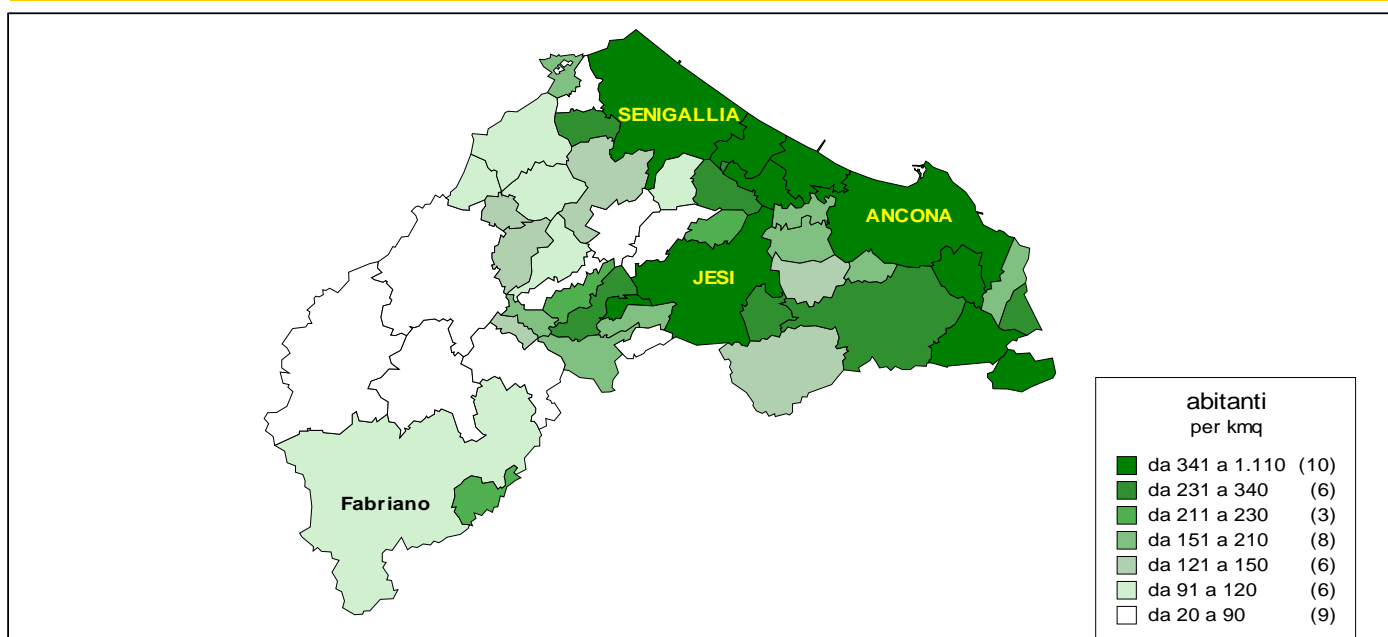 SENIGALLIA
ANCONA
JESI
Fabriano
abitanti
per kmq
da 341 a 1.110 (10)
da 231 a 340 (6)
da 211 a 230 (3)
da 151 a 210 (8)
da 121 a 150 (6)
da 91 a 120 (6)
da 20 a 90 (9)